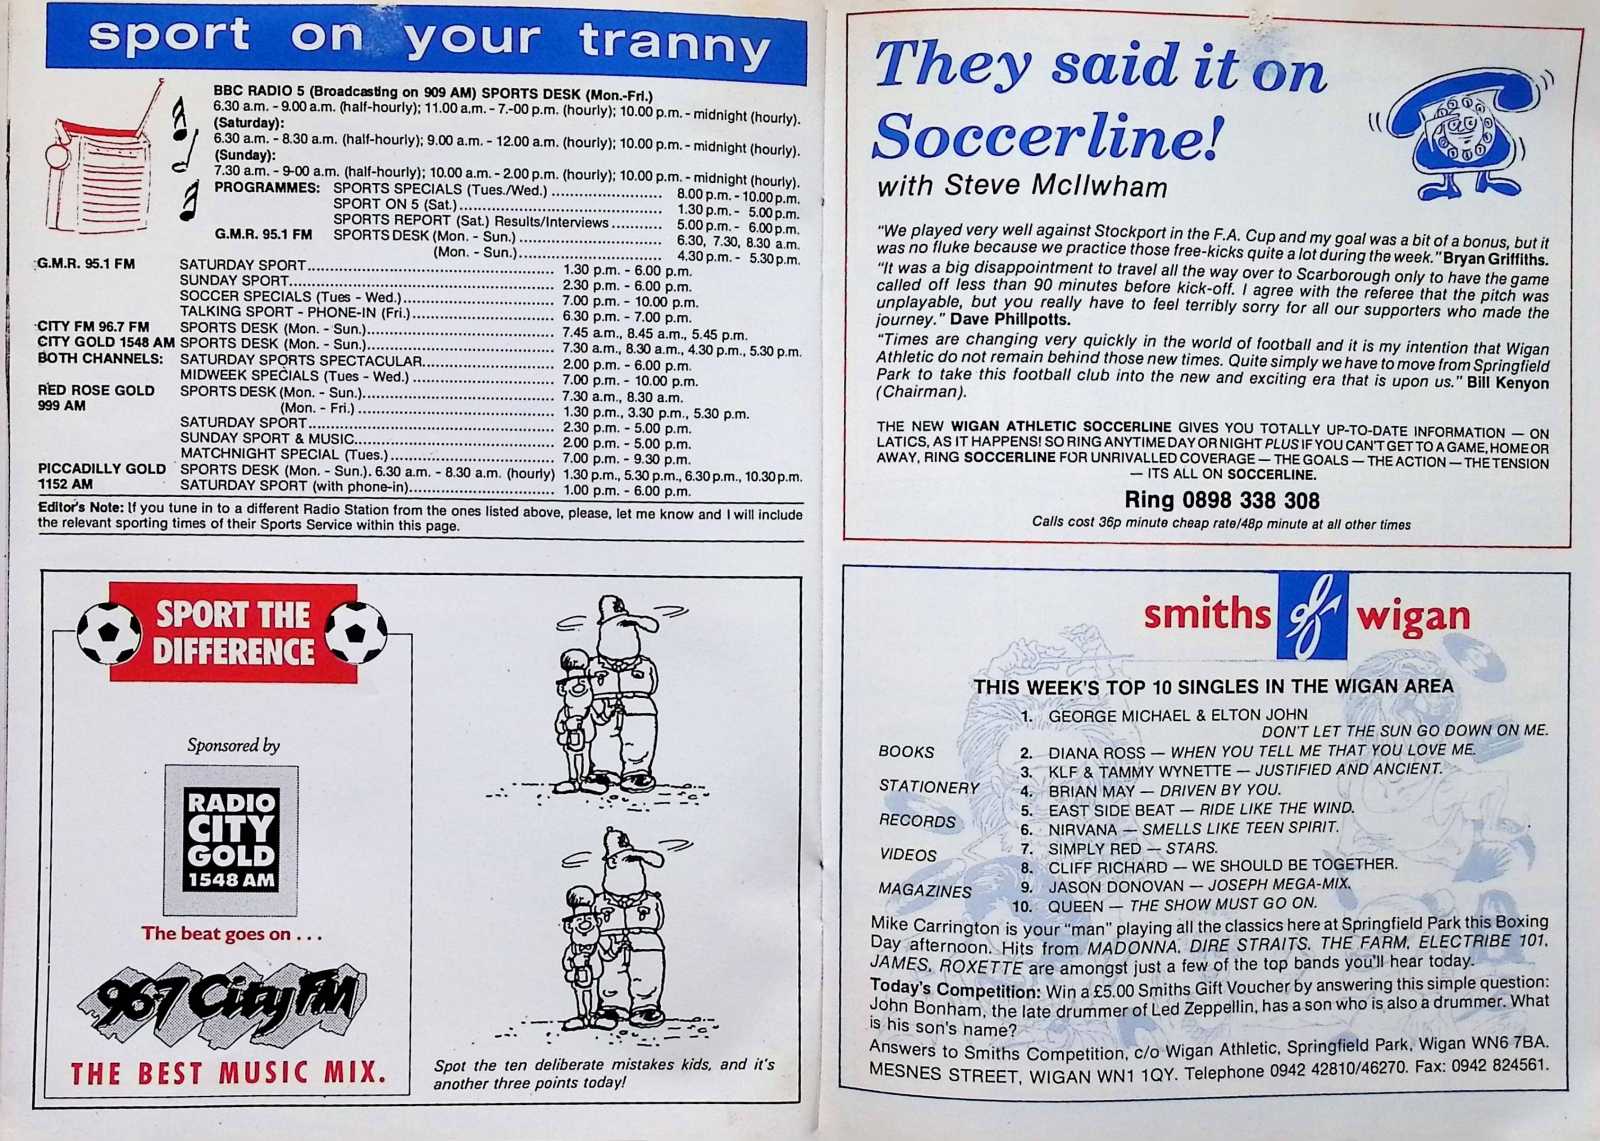 sport on your tranny
BBC RADIO 5 (Broadcasting on 909 AM) SPORTS DESK (Mon.-Fri.)
6.30 a.m. - 9.00 a.m. (half-hourly); 11.00 a.m. - 7.-00 p.m. (hourly); 10.00 p.m. - midnight (hourly).
(Saturday):
6.30 a.m. - 8.30 a.m. (half-hourly); 9.00 a.m. - 12.00 a.m. (hourly); 10.00 p.m. - midnight (hourly).
(Sunday):
7.30 a.m. - 9-00 a.m. (half-hourly); 10.00 a.m. - 2.00 p.m. (hourly); 10.00 p.m. - midnight (hourly).
PROGRAMMES: SPORTS SPECIALS (Tues./Wed.) 8.00 p.m. - 10.00 p.m.
SPORT ON 5 (Sat.) 1.30 p.m. - 5.00 p.m.
SPORTS REPORT (Sat.) Results/Interviews 5.00 p.m. - 6.00 p.m.
G.M.R. 95.1 FM SPORTS DESK (Mon. - Sun.) 6.30, 7.30, 8.30 a.m.
(Mon. - Sun.) 4.30 p.m. - 5.30 p.m.
G.M.R. 95.1 FM SATURDAY SPORT 1.30 p.m. - 6.00 p.m.
SUNDAY SPORT 2.30 p.m. - 6.00 p.m.
SOCCER SPECIALS (Tues - Wed.) 7.00 p.m. - 10.00 p.m.
TALKING SPORT - PHONE-IN (Fri.) 6.30 p.m. - 7.00 p.m.
CITY FM 96.7 FM SPORTS DESK (Mon. - Sun.) 7.45 a.m., 8.45 a.m., 5.45 p.m.
CITY GOLD 1548 AM SPORTS DESK (Mon. - Sun.) 7.30 a.m., 8.30 a.m., 4.30 p.m., 5.30 p.m.
BOTH CHANNELS: SATURDAY SPORTS SPECTACULAR 2.00 p.m. - 6.00 p.m.
MIDWEEK SPECIALS (Tues - Wed.) 7.00 p.m. - 10.00 p.m.
RED ROSE GOLD SPORTS DESK (Mon. - Sun.) 7.30 a.m., 8.30 a.m.
999 AM (Mon. - Fri.) 1.30 p.m., 3.30 p.m., 5.30 p.m.
SATURDAY SPORT 2.30 p.m. - 5.00 p.m.
SUNDAY SPORT & MUSIC 2.00 p.m. - 5.00 p.m.
MATCHNIGHT SPECIAL (Tues.) 7.00 p.m. - 9.30 p.m.
PICCADILLY GOLD SPORTS DESK (Mon. - Sun.). 6.30 a.m. - 8.30 a.m. (hourly) 1.30 p.m., 5.30 p.m., 6.30 p.m., 10.30 p.m.
1152 AM SATURDAY SPORT (with phone-in) 1.00 p.m. - 6.00 p.m.
Editor's Note: If you tune in to a different Radio Station from the ones listed above, please, let me know and I will include
the relevant sporting times of their Sports Service within this page.
SPORT THE
DIFFERENCE
Sponsored by
RADIO
CITY
GOLD
1548 AM
The beat goes on . . .
96·7 City FM
THE BEST MUSIC MIX.
Spot the ten deliberate mistakes kids, and it's
another three points today!
They said it on
Soccerline!
with Steve McIlwham
"We played very well against Stockport in the F.A. Cup and my goal was a bit of a bonus, but it
was no fluke because we practice those free-kicks quite a lot during the week." Bryan Griffiths.
"It was a big disappointment to travel all the way over to Scarborough only to have the game
called off less than 90 minutes before kick-off. I agree with the referee that the pitch was
unplayable, but you really have to feel terribly sorry for all our supporters who made the
journey." Dave Phillpotts.
"Times are changing very quickly in the world of football and it is my intention that Wigan
Athletic do not remain behind those new times. Quite simply we have to move from Springfield
Park to take this football club into the new and exciting era that is upon us." Bill Kenyon
(Chairman).
THE NEW WIGAN ATHLETIC SOCCERLINE GIVES YOU TOTALLY UP-TO-DATE INFORMATION — ON
LATICS, AS IT HAPPENS! SO RING ANYTIME DAY OR NIGHT PLUS IF YOU CAN'T GET TO A GAME, HOME OR
AWAY, RING SOCCERLINE FOR UNRIVALLED COVERAGE — THE GOALS — THE ACTION — THE TENSION
— ITS ALL ON SOCCERLINE.
Ring 0898 338 308
Calls cost 36p minute cheap rate/48p minute at all other times
smiths of wigan
THIS WEEK'S TOP 10 SINGLES IN THE WIGAN AREA
1. GEORGE MICHAEL & ELTON JOHN
DON'T LET THE SUN GO DOWN ON ME.
2. DIANA ROSS — WHEN YOU TELL ME THAT YOU LOVE ME.
3. KLF & TAMMY WYNETTE — JUSTIFIED AND ANCIENT.
4. BRIAN MAY — DRIVEN BY YOU.
5. EAST SIDE BEAT — RIDE LIKE THE WIND.
6. NIRVANA — SMELLS LIKE TEEN SPIRIT.
7. SIMPLY RED — STARS.
8. CLIFF RICHARD — WE SHOULD BE TOGETHER.
9. JASON DONOVAN — JOSEPH MEGA-MIX.
10. QUEEN — THE SHOW MUST GO ON.
BOOKS
STATIONERY
RECORDS
VIDEOS
MAGAZINES
Mike Carrington is your "man" playing all the classics here at Springfield Park this Boxing
Day afternoon. Hits from MADONNA, DIRE STRAITS, THE FARM, ELECTRIBE 101,
JAMES, ROXETTE are amongst just a few of the top bands you'll hear today.
Today's Competition: Win a £5.00 Smiths Gift Voucher by answering this simple question:
John Bonham, the late drummer of Led Zeppellin, has a son who is also a drummer. What
is his son's name?
Answers to Smiths Competition, c/o Wigan Athletic, Springfield Park, Wigan WN6 7BA.
MESNES STREET, WIGAN WN1 1QY. Telephone 0942 42810/46270. Fax: 0942 824561.